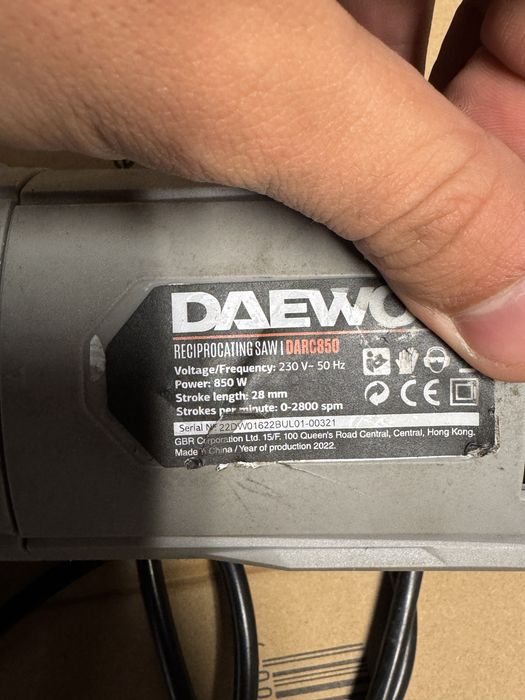 DAEWO
RECIPROCATING SAW | DARC850
Voltage/Frequency: 230 V~ 50 Hz
Power: 850 W
Stroke length: 28 mm
Strokes per minute: 0-2800 spm
Serial № 22DW01622BUL01-00321
GBR Corporation Ltd. 15/F, 100 Queen's Road Central, Central, Hong Kong,
Made in China / Year of production 2022.
CE